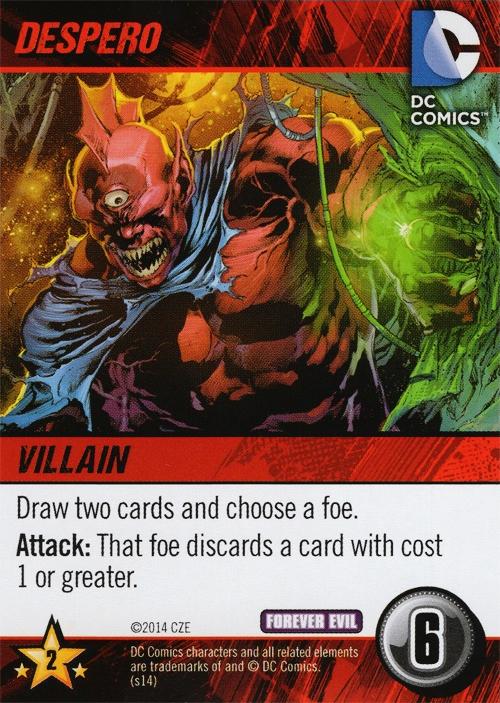 DESPERO
DC
DC
COMICS™
VILLAIN
Draw two cards and choose a foe.
Attack: That foe discards a card with cost
1 or greater.
©2014 CZE
FOREVER EVIL
2
6
DC Comics characters and all related elements
are trademarks of and © DC Comics.
(s14)